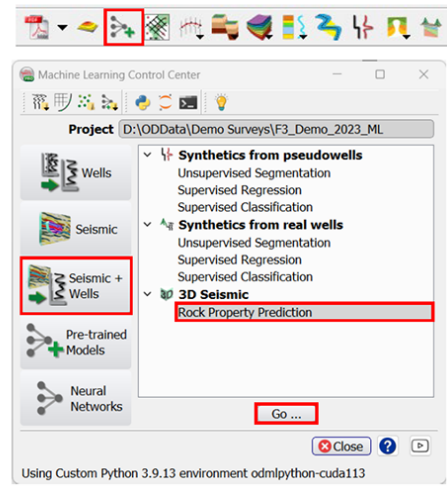 Machine Learning Control Center
Project D:\ODData\Demo Surveys\F3_Demo_2023_ML
Wells
Seismic
Seismic +
Wells
Pre-trained
Models
Neural
Networks
Synthetics from pseudowells
Unsupervised Segmentation
Supervised Regression
Supervised Classification
Synthetics from real wells
Unsupervised Segmentation
Supervised Regression
Supervised Classification
3D Seismic
Rock Property Prediction
Go ...
Close
Using Custom Python 3.9.13 environment odmlpython-cuda113